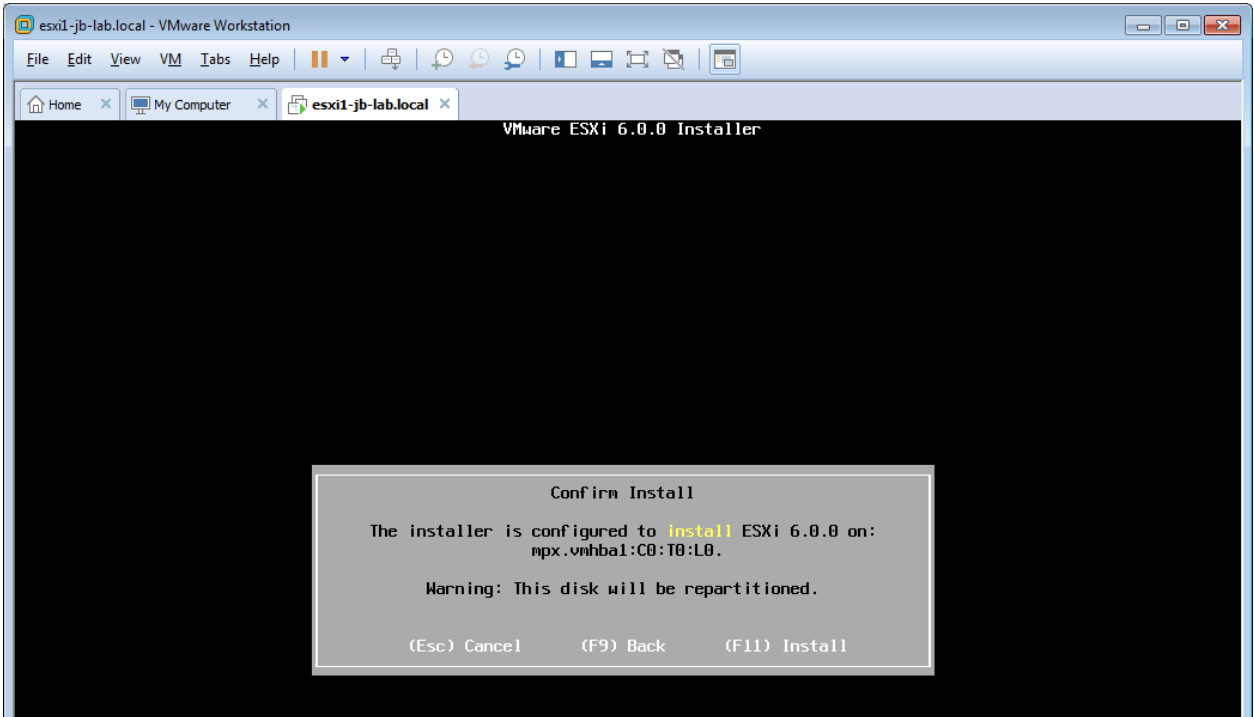 esxi1-jb-lab.local - VMware Workstation
File Edit View VM Tabs Help
Home My Computer esxi1-jb-lab.local
VMware ESXi 6.0.0 Installer
Confirm Install
The installer is configured to install ESXi 6.0.0 on:
mpx.vmhba1:C0:T0:L0.
Warning: This disk will be repartitioned.
(Esc) Cancel (F9) Back (F11) Install